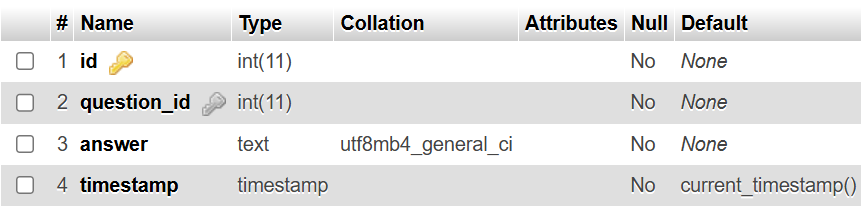 # Name Type Collation Attributes Null Default
1 id int(11) No None
2 question_id int(11) No None
3 answer text utf8mb4_general_ci No None
4 timestamp timestamp No current_timestamp()